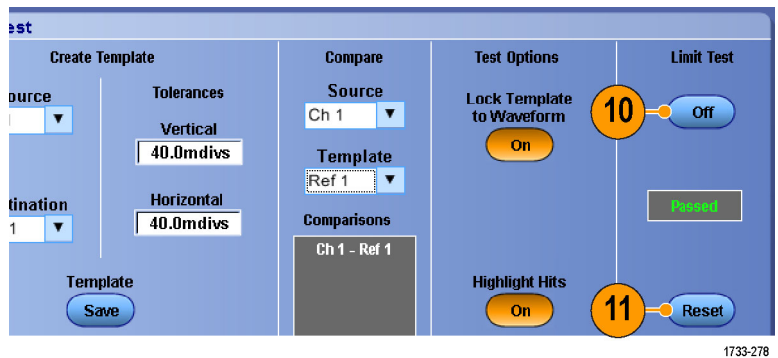 est
Create Template
Compare
Test Options
Limit Test
ource
Tolerances
Vertical
40.0mdivs
Horizontal
40.0mdivs
tination
1
Template
Save
Source
Ch 1
Template
Ref 1
Comparisons
Ch 1 - Ref 1
Lock Template
to Waveform
On
Highlight Hits
On
10
Off
Passed
11
Reset
1733-278